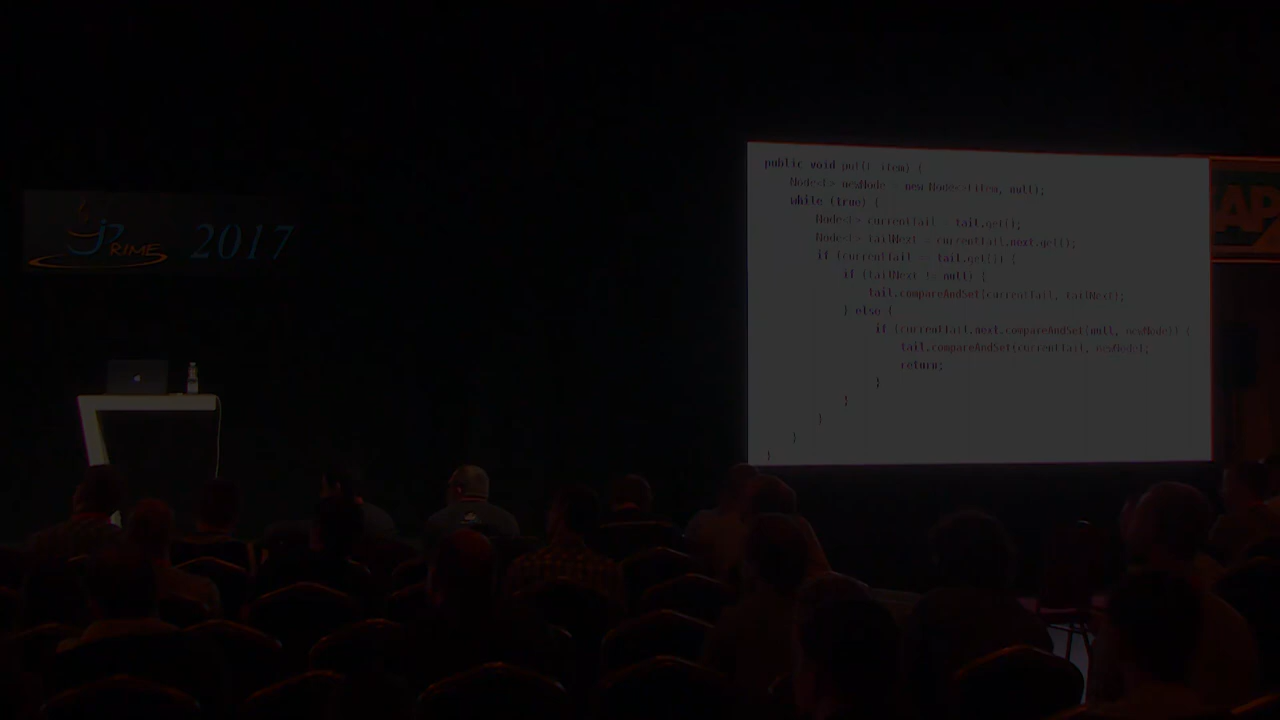 JPRIME 2017
public void put(T item) {
Node<T> newNode = new Node<>(item, null);
while (true) {
Node<T> currentTail = tail.get();
Node<T> tailNext = currentTail.next.get();
if (currentTail == tail.get()) {
if (tailNext != null) {
tail.compareAndSet(currentTail, tailNext);
} else {
if (currentTail.next.compareAndSet(null, newNode)) {
tail.compareAndSet(currentTail, newNode);
return;
}
}
}
}
}